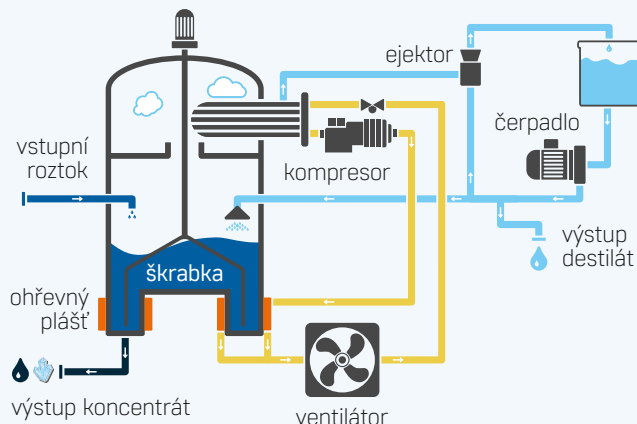 ejektor
čerpadlo
vstupní
roztok
kompresor
výstup
destilát
škrabka
ohřevný
plášť
výstup koncentrát
ventilátor